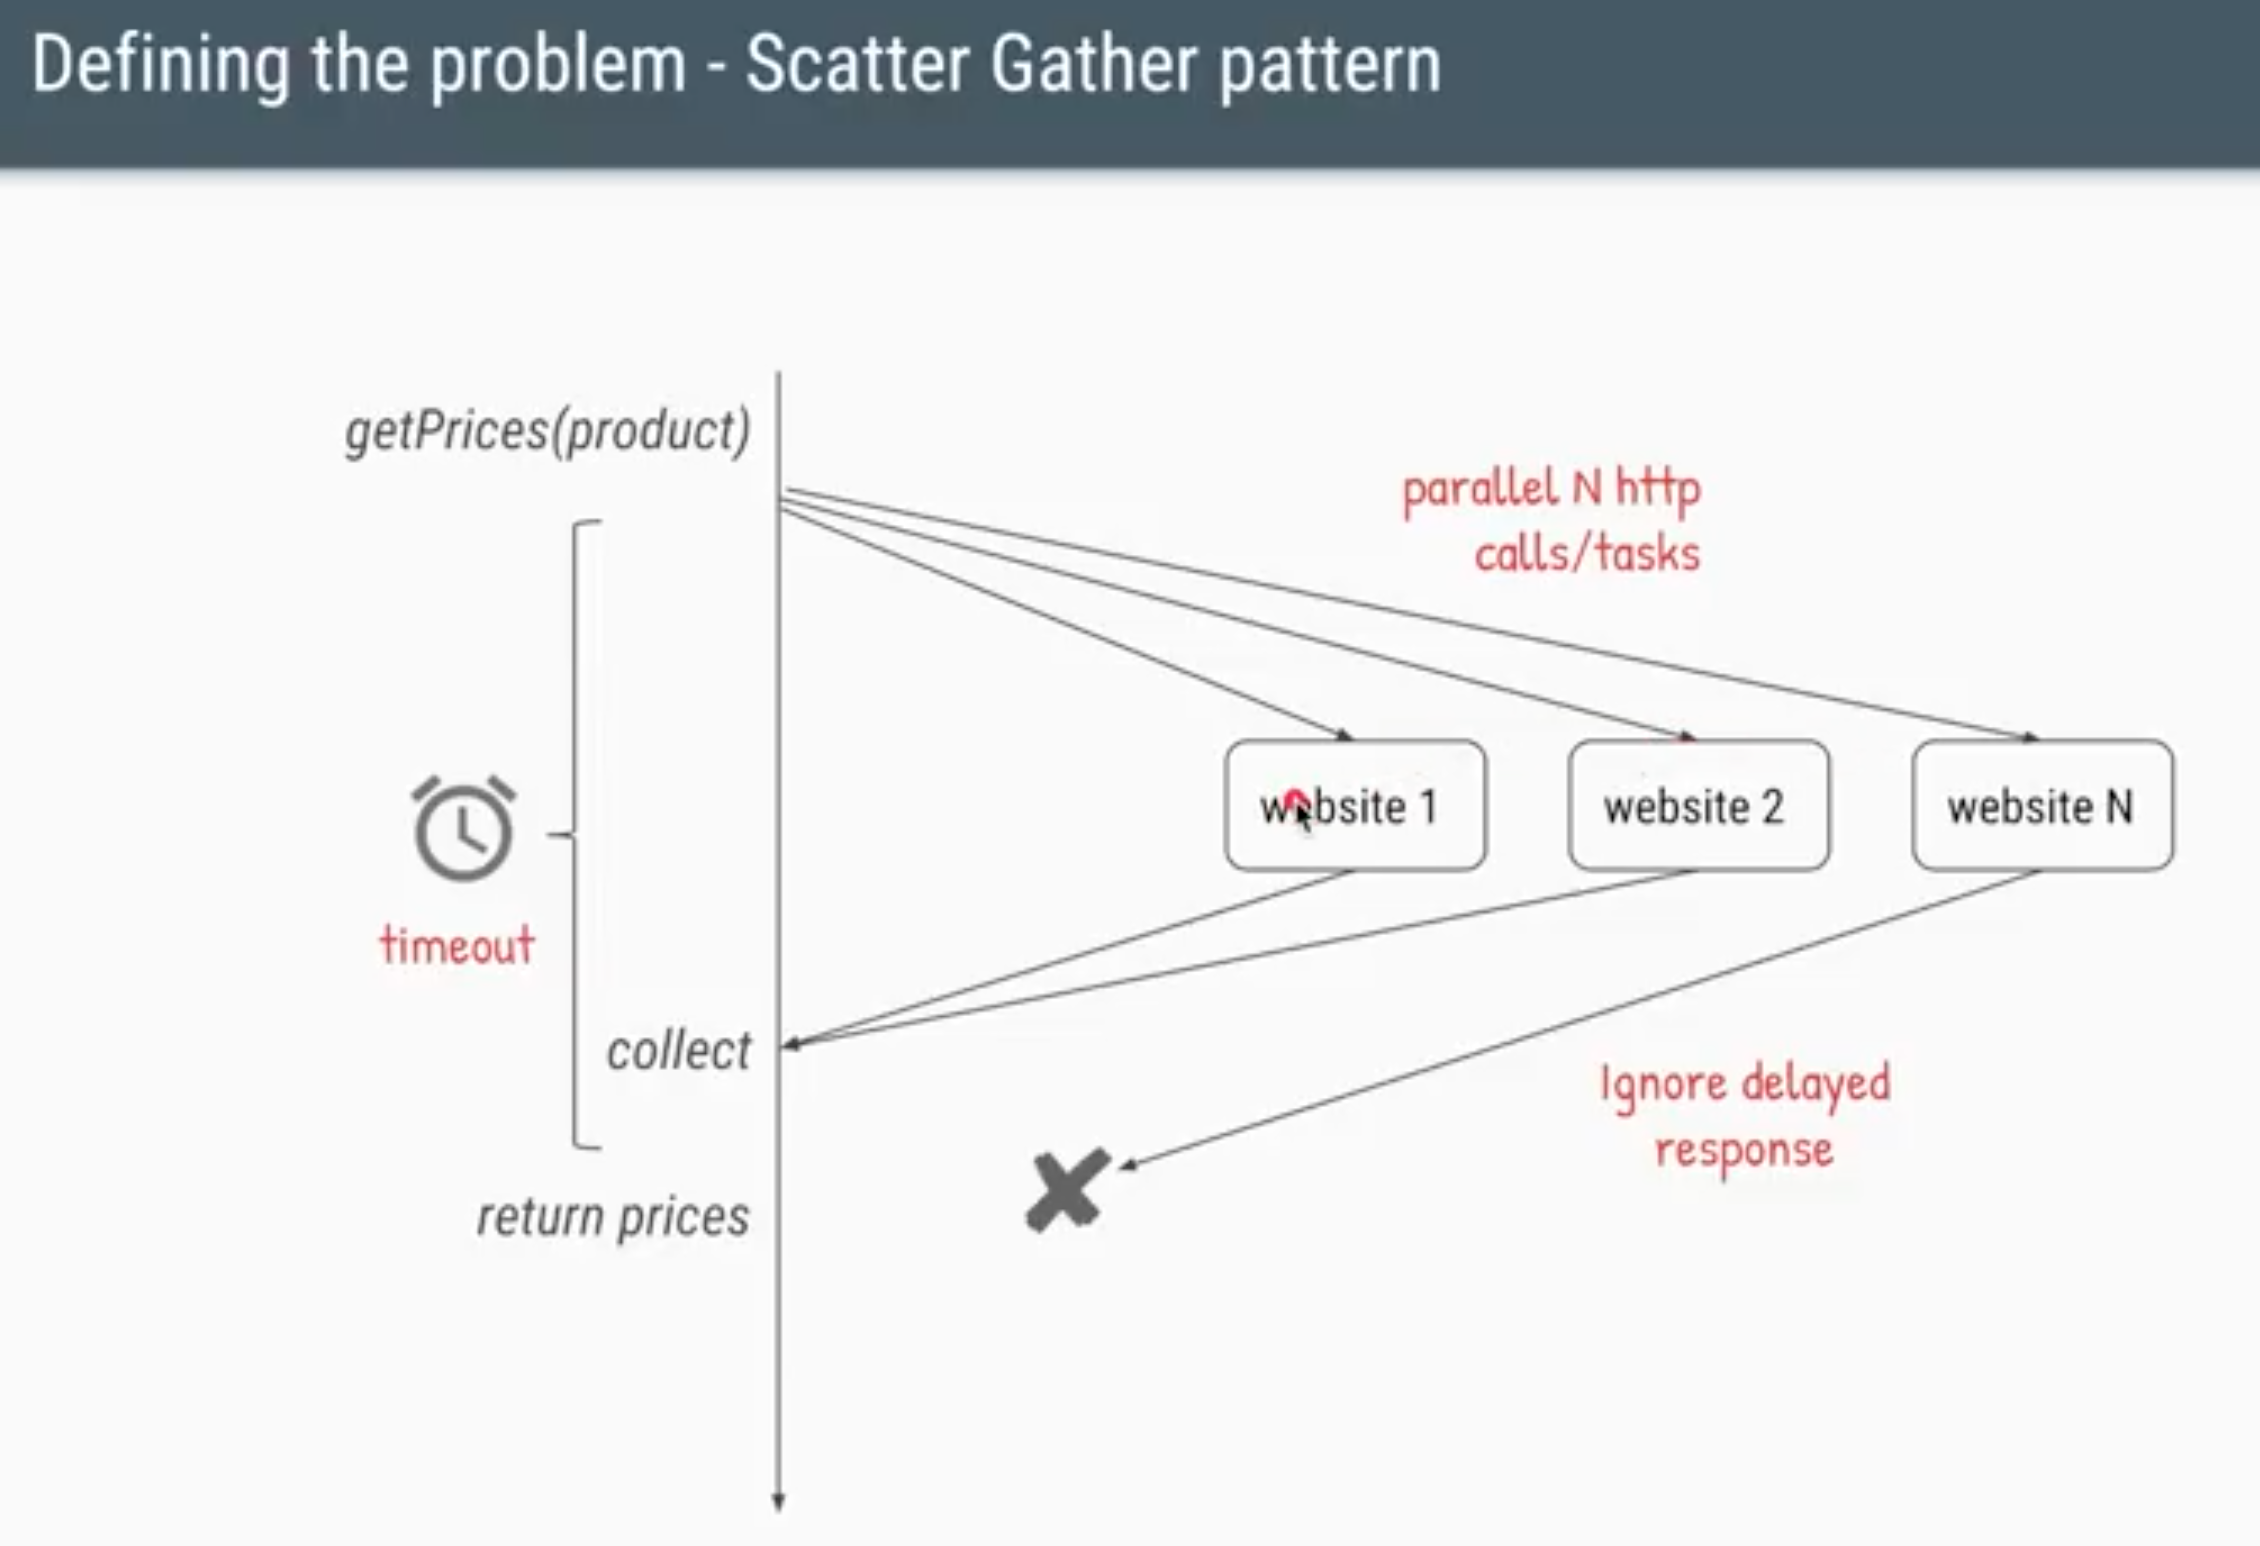 Defining the problem - Scatter Gather pattern
getPrices(product)
parallel N http
calls/tasks
website 1
website 2
website N
timeout
collect
Ignore delayed
response
return prices